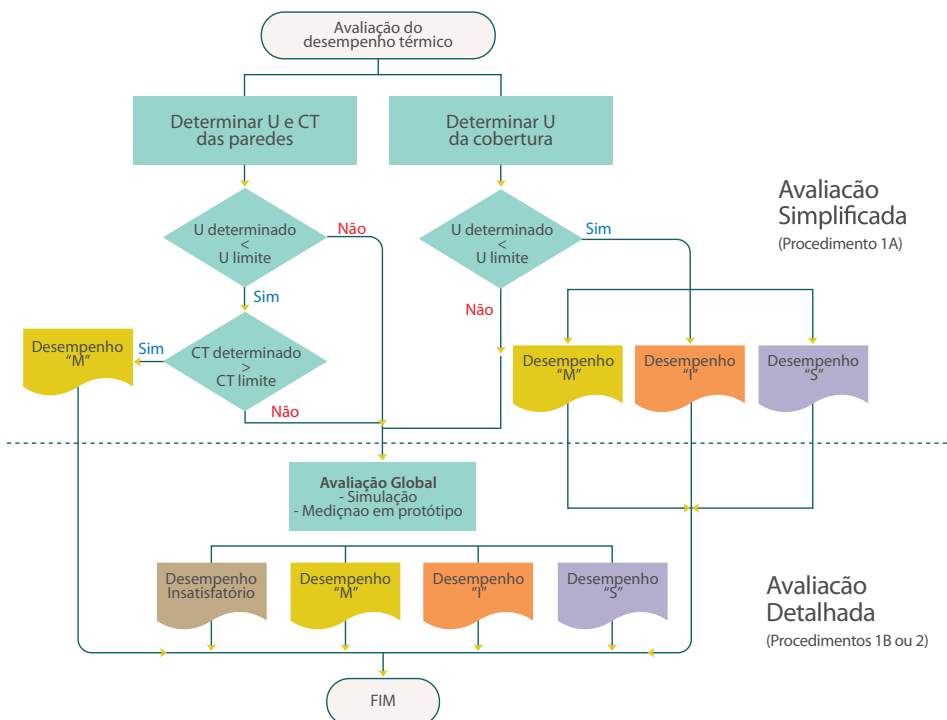 Avaliação do
desempenho térmico
Determinar U e CT
das paredes
Determinar U
da cobertura
Avaliacão
Simplificada
(Procedimento 1A)
U determinado
<
U limite
Não
Sim
U determinado
<
U limite
Sim
Não
Desempenho
"M"
Sim
CT determinado
>
CT limite
Não
Desempenho
"M"
Desempenho
"I"
Desempenho
"S"
Avaliação Global
- Simulação
- Mediçnao em protótipo
Desempenho
Insatisfatório
Desempenho
"M"
Desempenho
"I"
Desempenho
"S"
Avaliacão
Detalhada
(Procedimentos 1B ou 2)
FIM